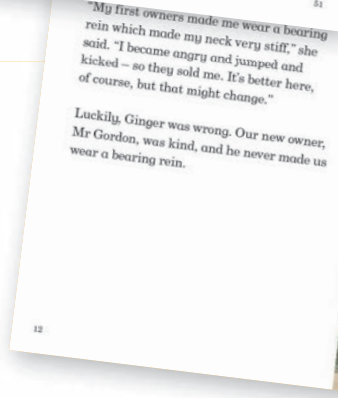 51
"My first owners made me wear a bearing
rein which made my neck very stiff," she
said. "I became angry and jumped and
kicked – so they sold me. It's better here,
of course, but that might change."
Luckily, Ginger was wrong. Our new owner,
Mr Gordon, was kind, and he never made us
wear a bearing rein.
12